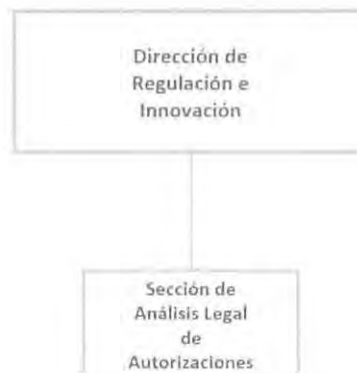 Dirección de
Regulación e
Innovación
Sección de
Análisis Legal
de
Autorizaciones